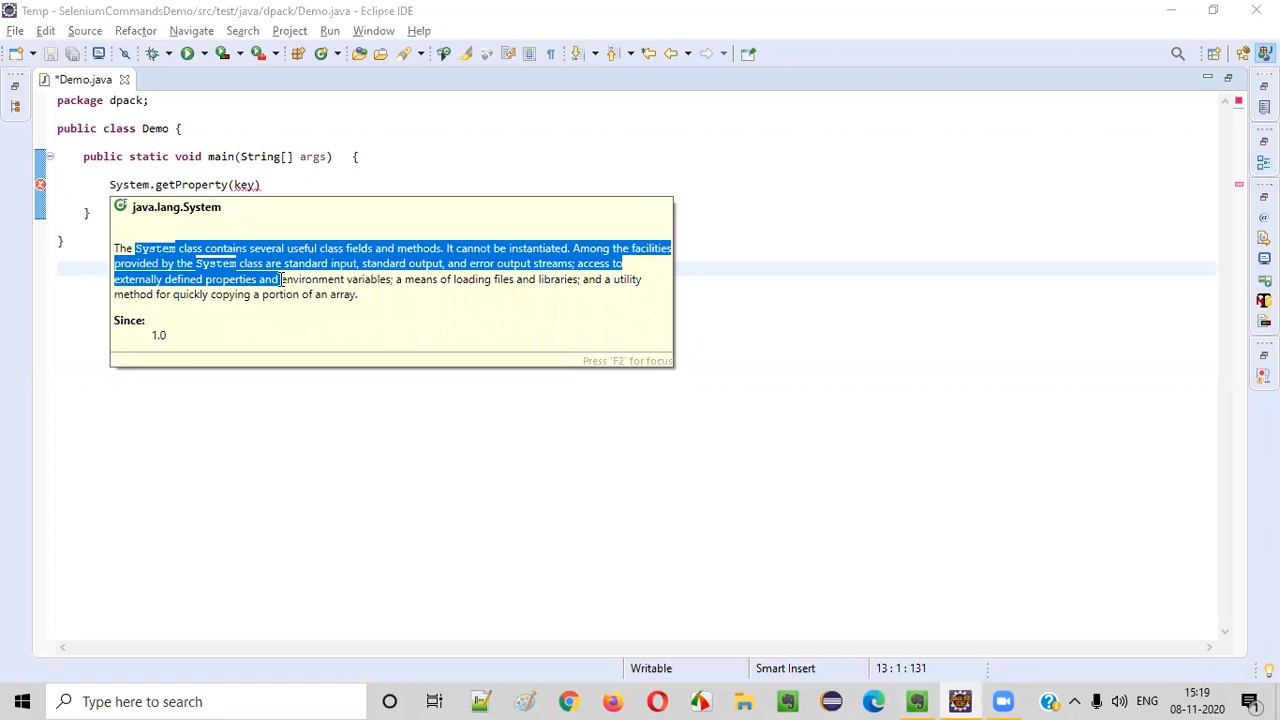 Temp - SeleniumCommandsDemo/src/test/java/dpack/Demo.java - Eclipse IDE
File Edit Source Refactor Navigate Search Project Run Window Help
*Demo.java
package dpack;
public class Demo {
public static void main(String[] args) {
System.getProperty(key)
java.lang.System
}
The System class contains several useful class fields and methods. It cannot be instantiated. Among the facilities
}
provided by the System class are standard input, standard output, and error output streams; access to
externally defined properties and environment variables; a means of loading files and libraries; and a utility
method for quickly copying a portion of an array.
Since:
1.0
Press 'F2' for focus
Writable Smart Insert 13 : 1 : 131
Type here to search
ENG
15:19
08-11-2020